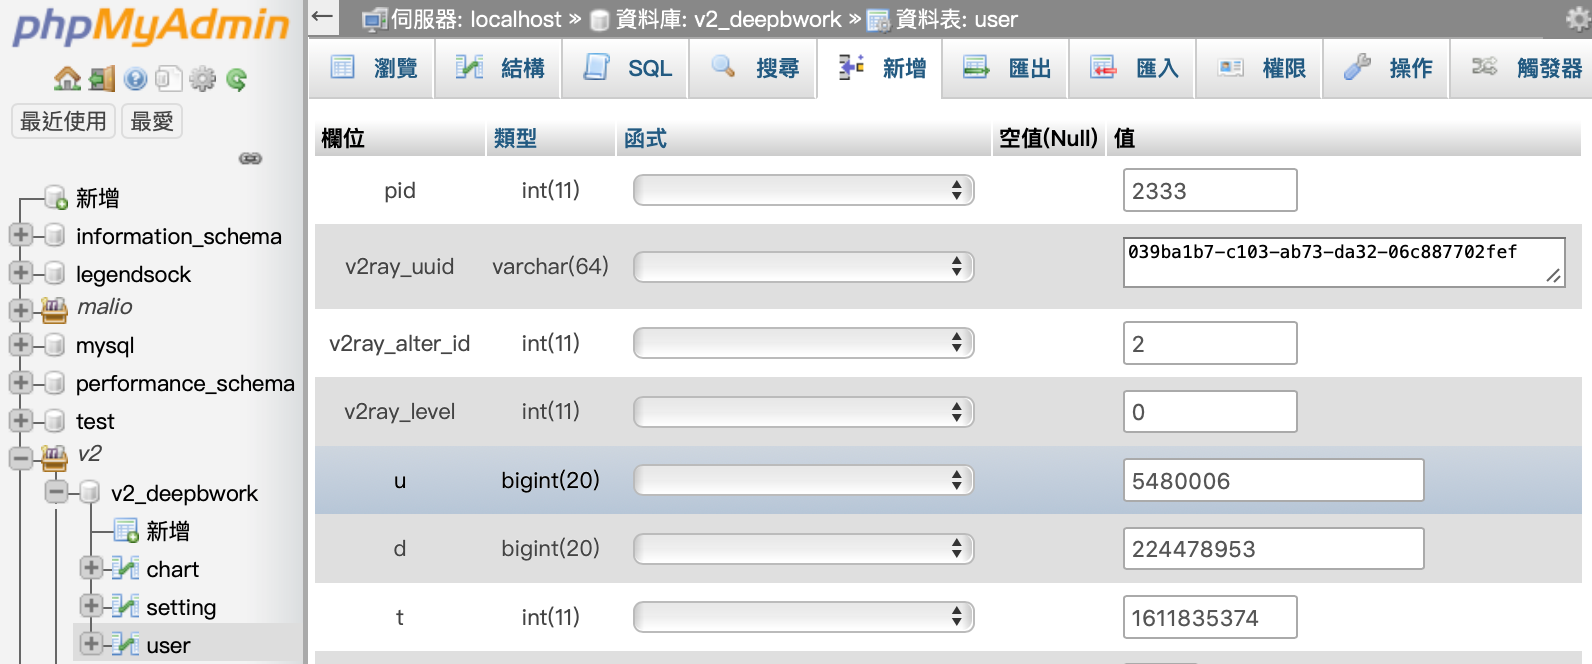 phpMyAdmin
最近使用 最愛
新增
information_schema
legendsock
malio
mysql
performance_schema
test
v2
v2_deepbwork
新增
chart
setting
user
← 伺服器: localhost » 資料庫: v2_deepbwork » 資料表: user
瀏覽 結構 SQL 搜尋 新增 匯出 匯入 權限 操作 觸發器
欄位 類型 函式 空值(Null) 值
pid int(11) 2333
v2ray_uuid varchar(64) 039ba1b7-c103-ab73-da32-06c887702fef
v2ray_alter_id int(11) 2
v2ray_level int(11) 0
u bigint(20) 5480006
d bigint(20) 224478953
t int(11) 1611835374